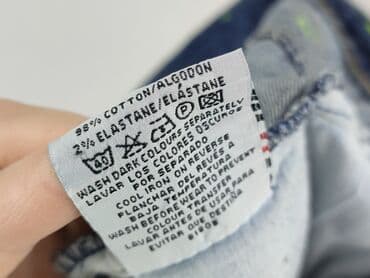 98% COTTON/ALGODON
2% ELASTANE/ELÁSTANE
40 P
WASH DARK COLOURS SEPARATELY
LAVAR LOS COLORES OSCUROS
POR SEPARADO
COOL IRON ON REVERSE
PLANCHAR DEL REVÉS A
BAJA TEMPERATURA
WASH BEFORE WEAR TO PREVENT
COLOUR TRANSFER
LAVAR ANTES DE USAR PARA
EVITAR QUE DESTIÑA